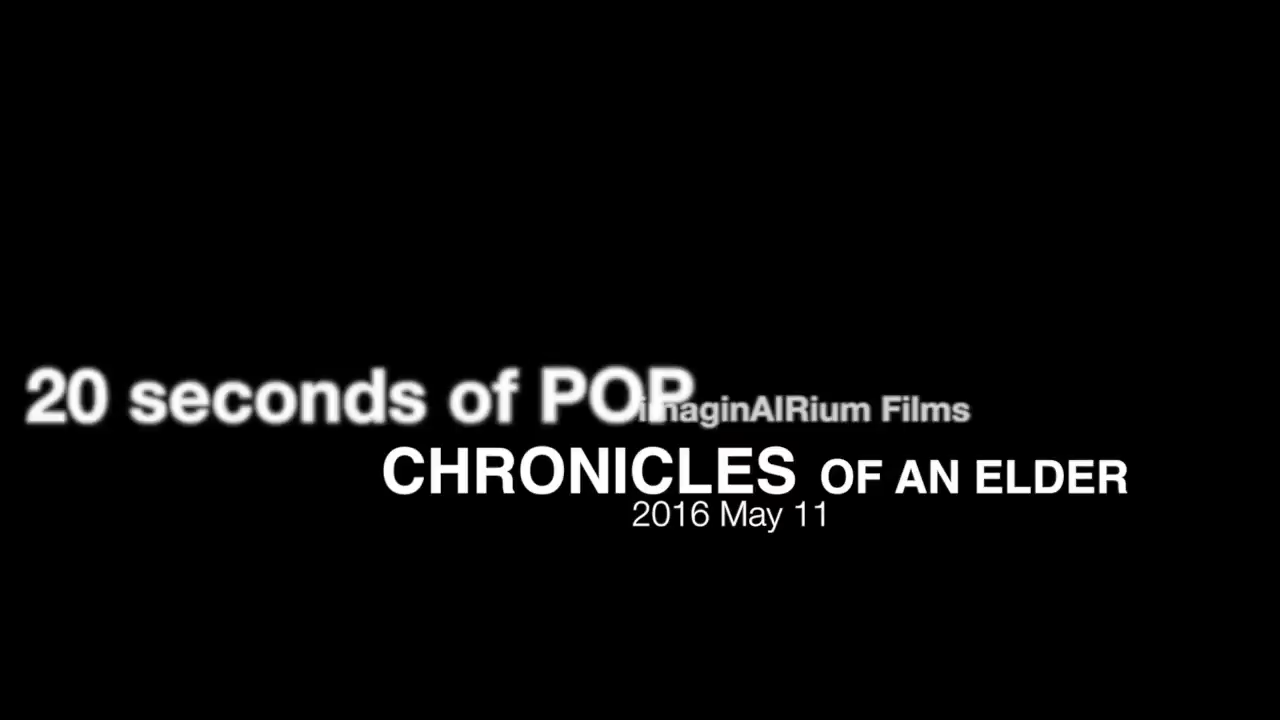 20 seconds of POP
imaginAIRium Films
CHRONICLES OF AN ELDER
2016 May 11